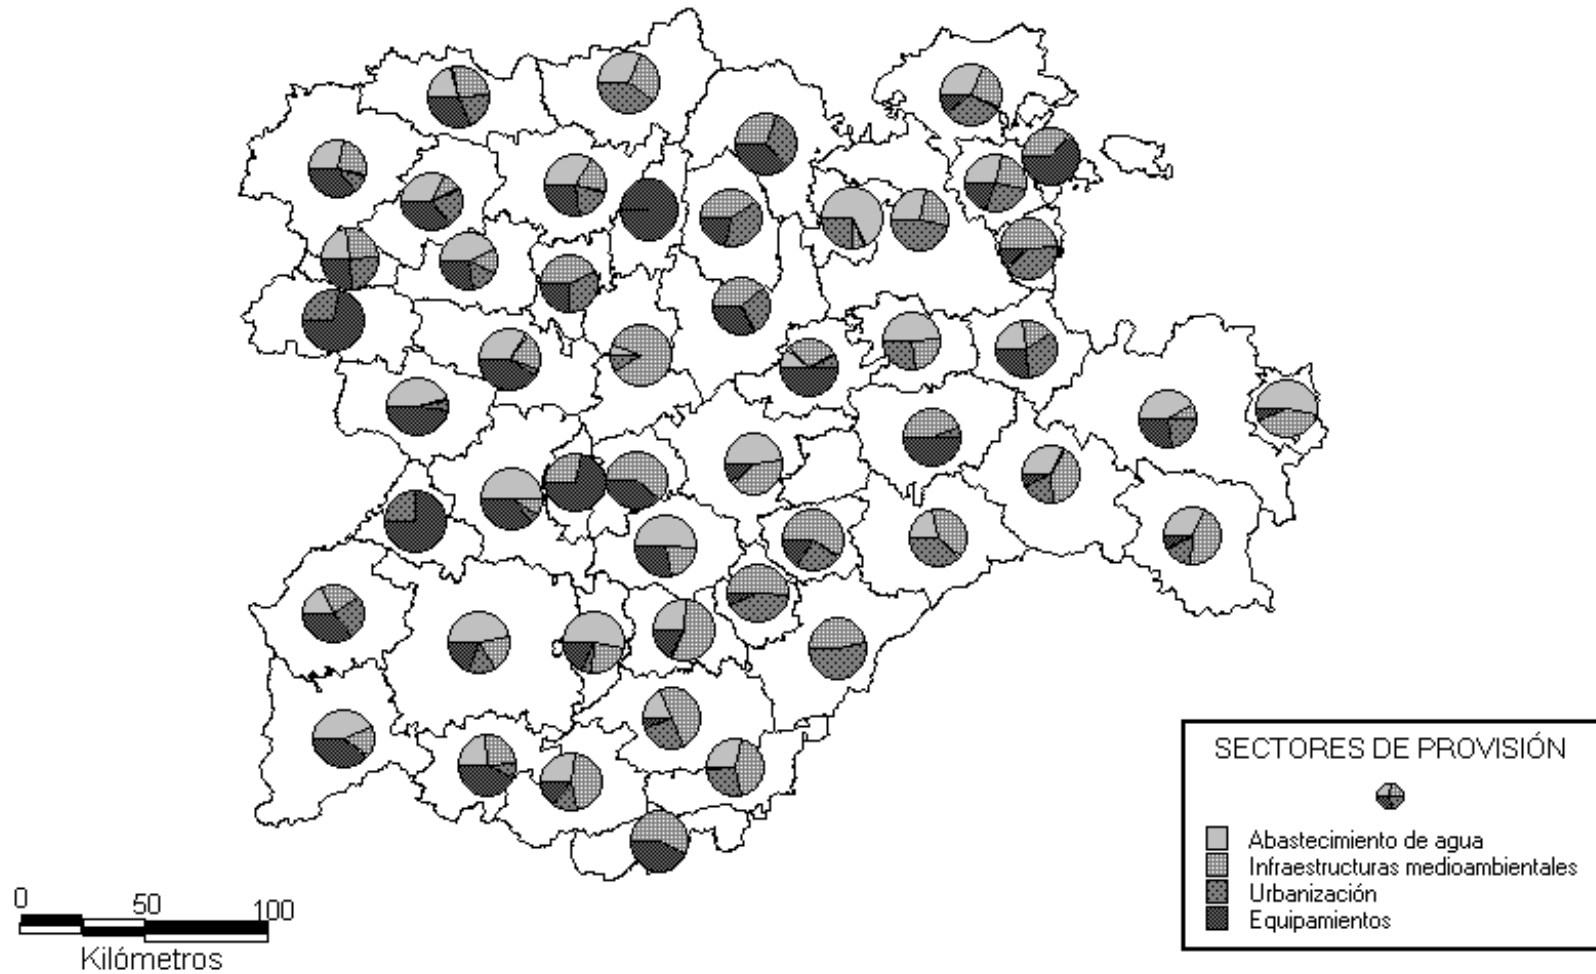 SECTORES DE PROVISIÓN
Abastecimiento de agua
Infraestructuras medioambientales
Urbanización
Equipamientos
0 50 100
Kilómetros